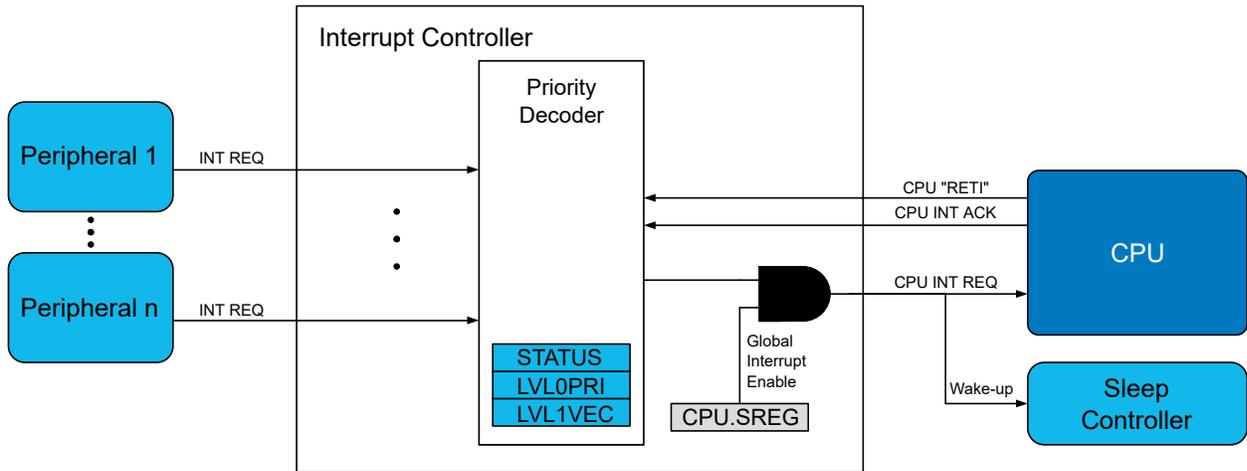 Interrupt Controller
Priority
Decoder
Peripheral 1
INT REQ
CPU "RETI"
CPU INT ACK
CPU
Peripheral n
INT REQ
CPU INT REQ
Global
Interrupt
Enable
STATUS
LVL0PRI
LVL1VEC
CPU.SREG
Wake-up
Sleep
Controller